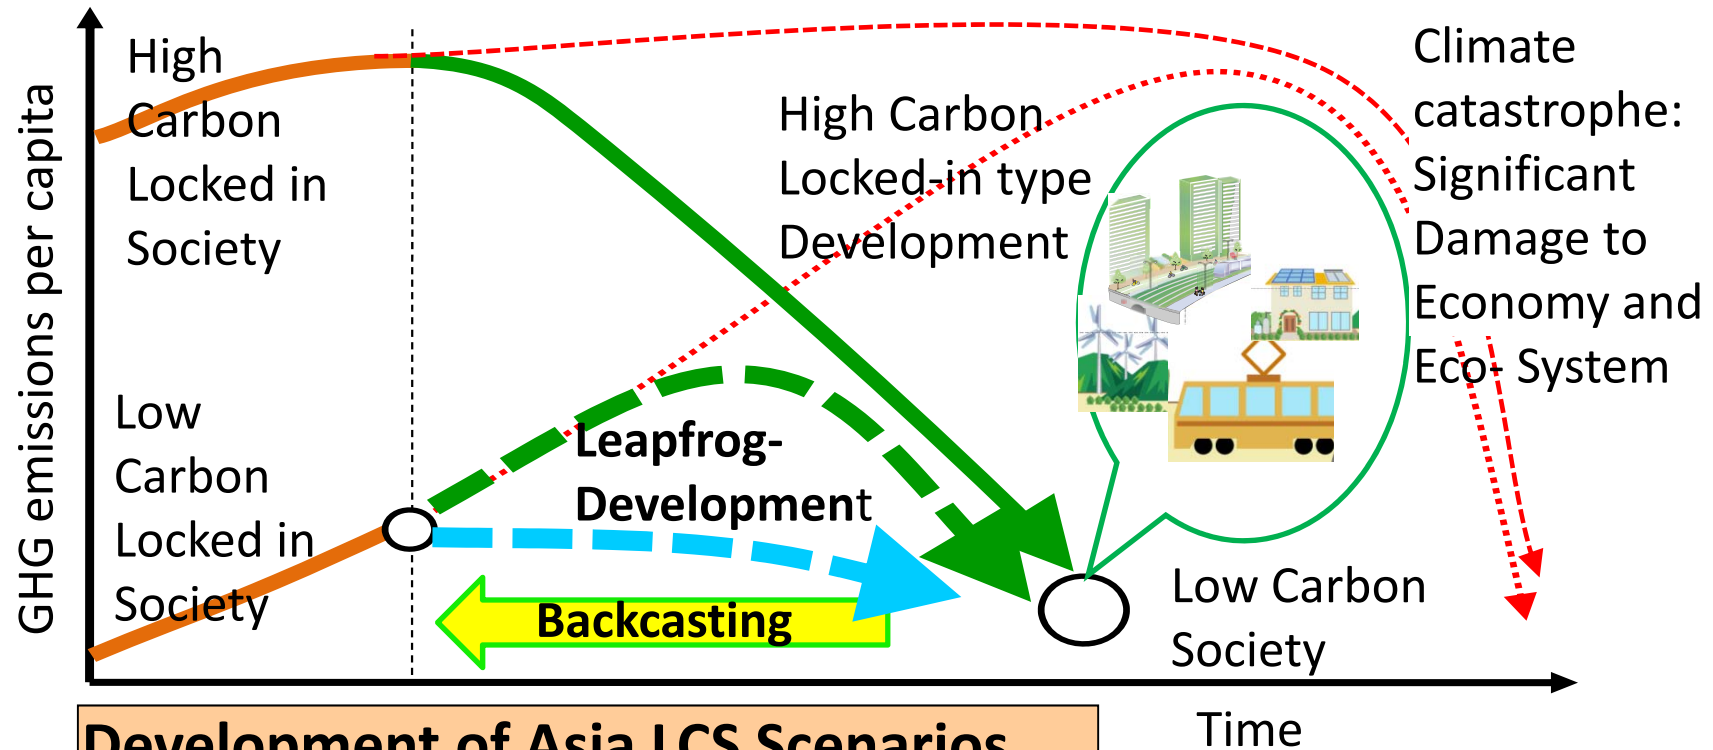 GHG emissions per capita
High
Carbon
Locked in
Society
Low
Carbon
Locked in
Society
High Carbon
Locked-in type
Development
Leapfrog-
Development
Backcasting
Climate
catastrophe:
Significant
Damage to
Economy and
Eco- System
Low Carbon
Society
Time
Development of Asia LCS Scenarios